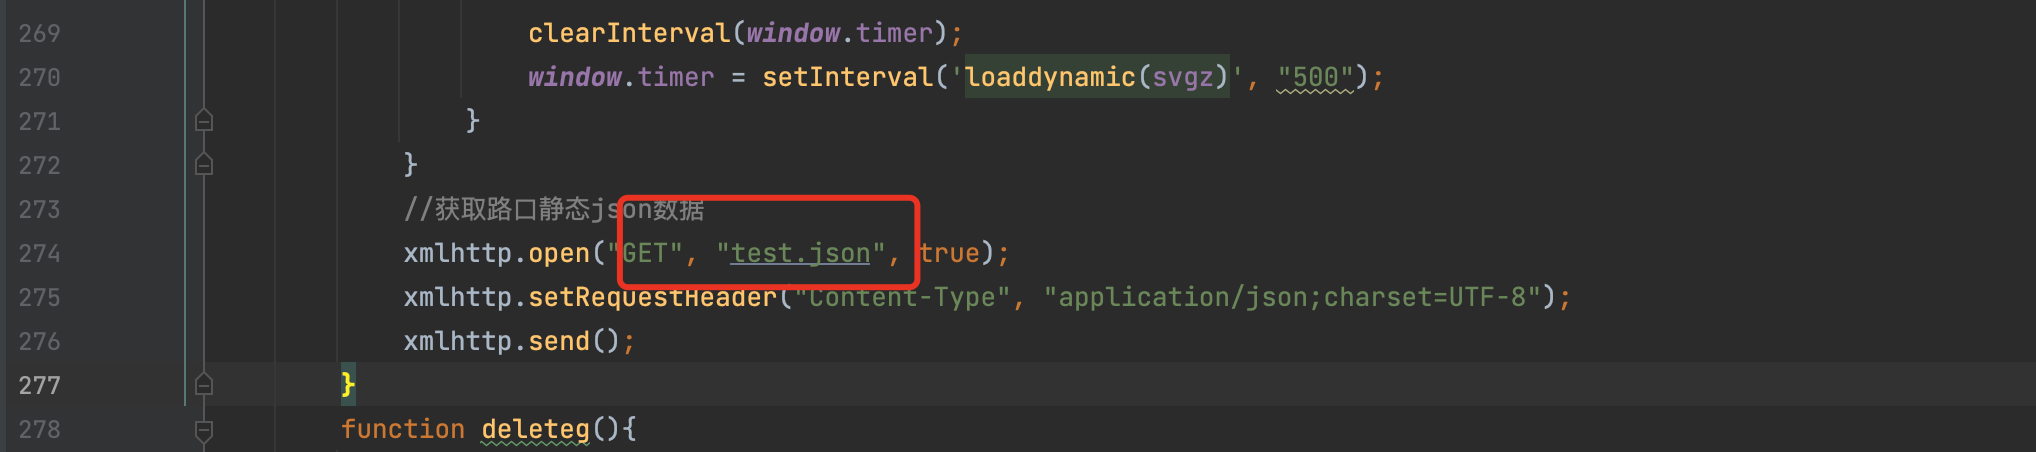 269 clearInterval(window.timer);
270 window.timer = setInterval('loaddynamic(svgz)', "500");
271 }
272 }
273 //获取路口静态json数据
274 xmlhttp.open("GET", "test.json", true);
275 xmlhttp.setRequestHeader("Content-Type", "application/json;charset=UTF-8");
276 xmlhttp.send();
277 }
278 function deleteg(){